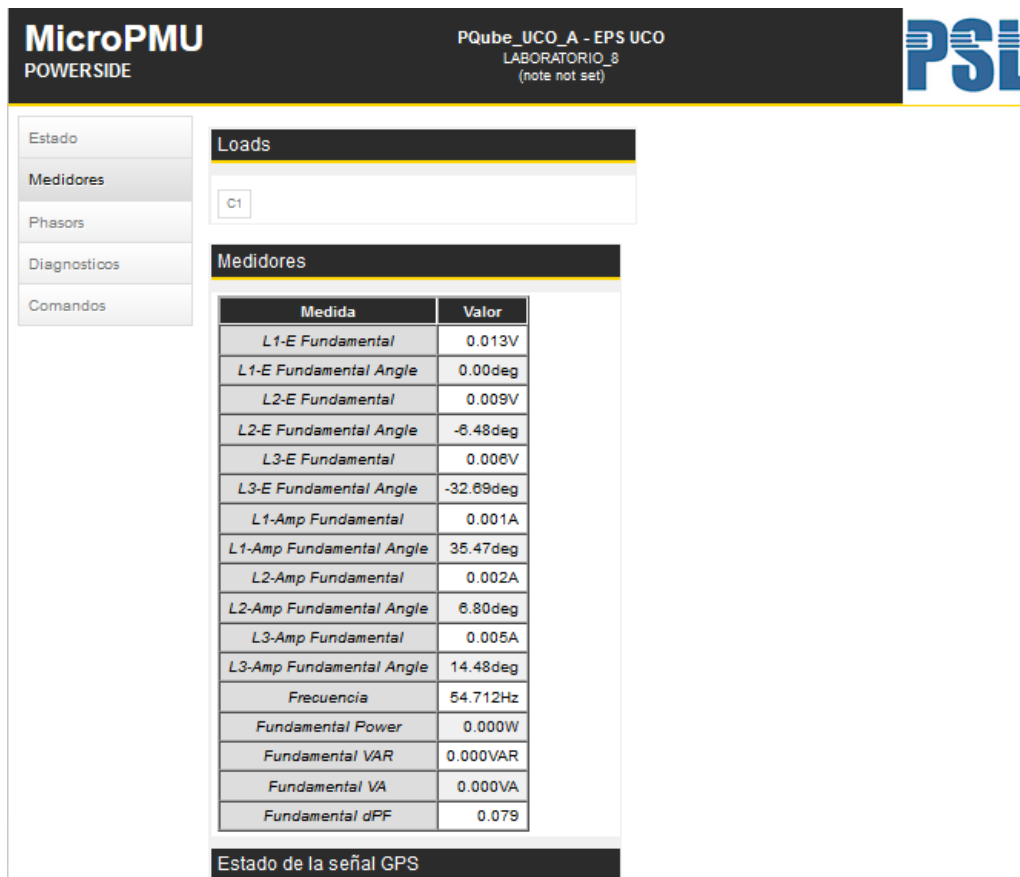 MicroPMU
POWERSIDE
PQube_UCO_A - EPS UCO
LABORATORIO_8
(note not set)
PSL
Estado
Medidores
Phasors
Diagnosticos
Comandos
Loads
C1
Medidores
Medida Valor
L1-E Fundamental 0.013V
L1-E Fundamental Angle 0.00deg
L2-E Fundamental 0.009V
L2-E Fundamental Angle -6.48deg
L3-E Fundamental 0.006V
L3-E Fundamental Angle -32.69deg
L1-Amp Fundamental 0.001A
L1-Amp Fundamental Angle 35.47deg
L2-Amp Fundamental 0.002A
L2-Amp Fundamental Angle 6.80deg
L3-Amp Fundamental 0.005A
L3-Amp Fundamental Angle 14.48deg
Frecuencia 54.712Hz
Fundamental Power 0.000W
Fundamental VAR 0.000VAR
Fundamental VA 0.000VA
Fundamental dPF 0.079
Estado de la señal GPS